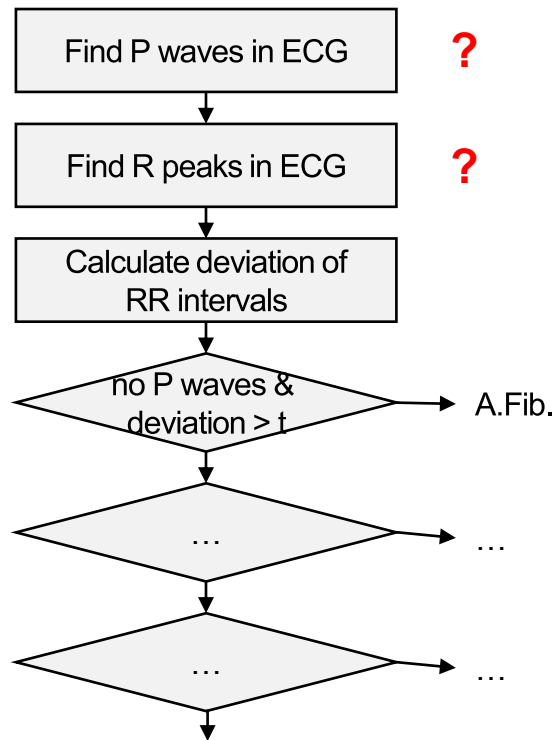 Find P waves in ECG
?
Find R peaks in ECG
?
Calculate deviation of
RR intervals
no P waves &
deviation > t
A.Fib.
...
...
...
...